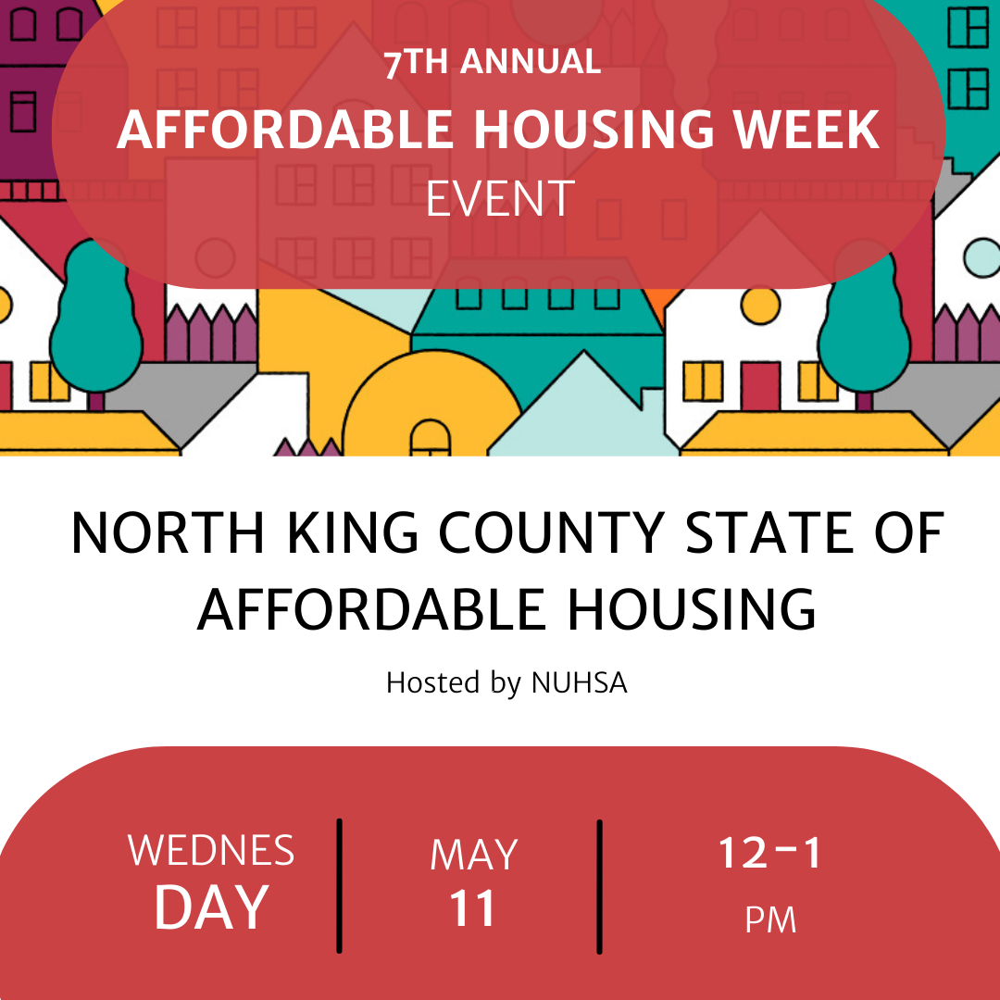 7TH ANNUAL
AFFORDABLE HOUSING WEEK
EVENT
NORTH KING COUNTY STATE OF
AFFORDABLE HOUSING
Hosted by NUHSA
WEDNES
DAY
MAY
11
12-1
PM